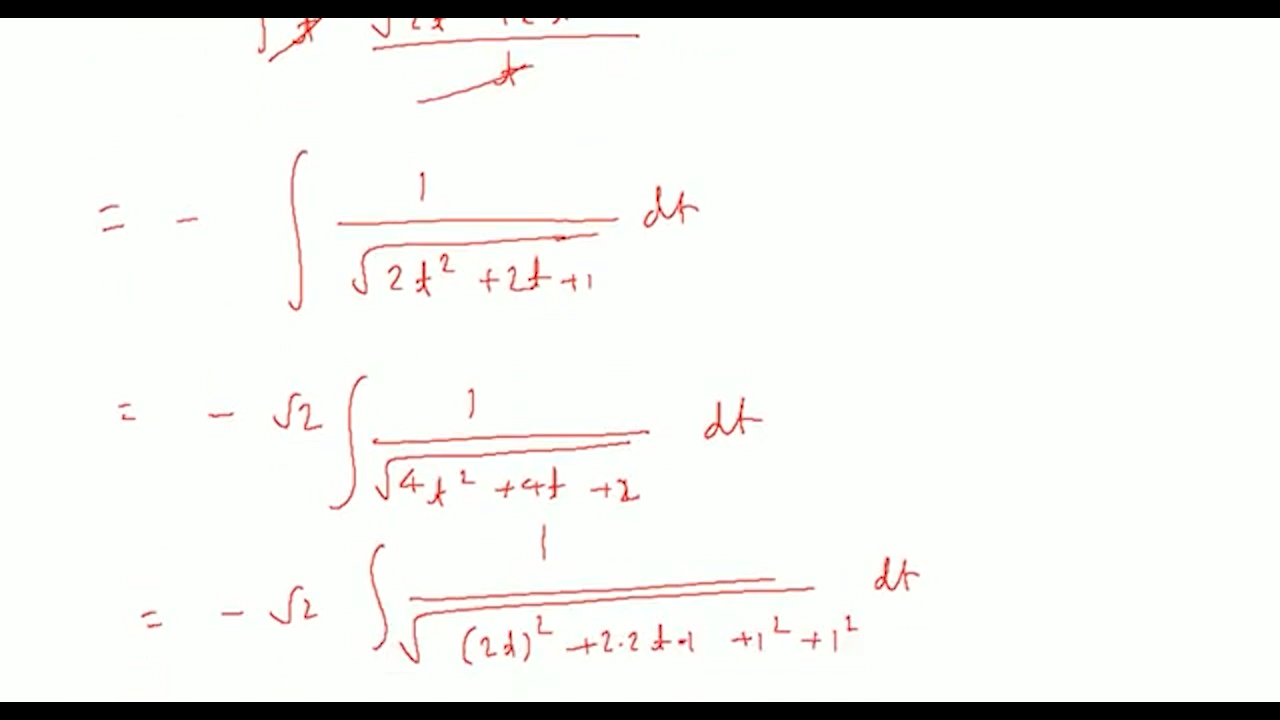 = - ∫ 1/√(2t² + 2t + 1) dt
= - √2 ∫ 1/√(4t² + 4t + 2) dt
= - √2 ∫ 1/√((2t)² + 2·2t·1 + 1² + 1²) dt